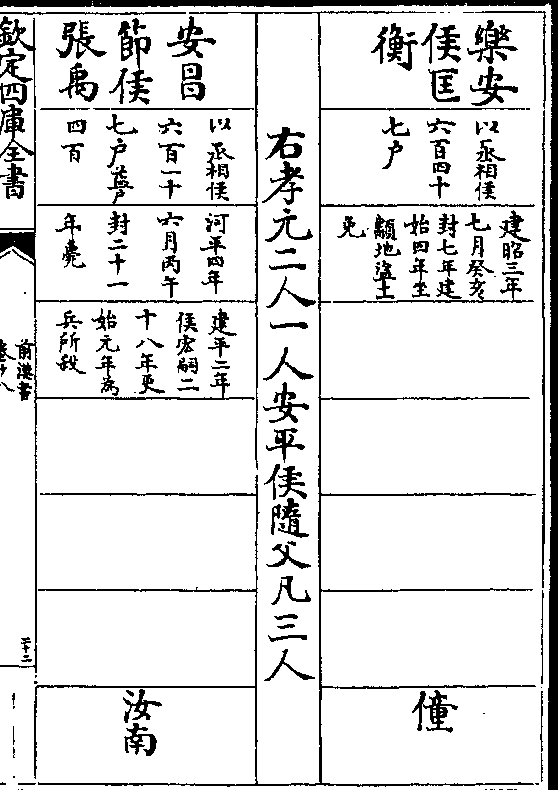 樂安
侯匡
衡
以丞相侯
六百四十
七户
建昭三年
七月癸亥
封七年建
始四年坐
顓地盜土
免
僮
右孝元二人一人安平侯隨父凡三人
安昌
節侯
張禹
以丞相侯
六百一十
七户益户
四百
河平四年
六月丙午
封二十一
年薨
建平二年
侯宏嗣二
十八年更
始元年為
兵所殺
汝南
欽定四庫全書
前漢書
卷十八
二十二